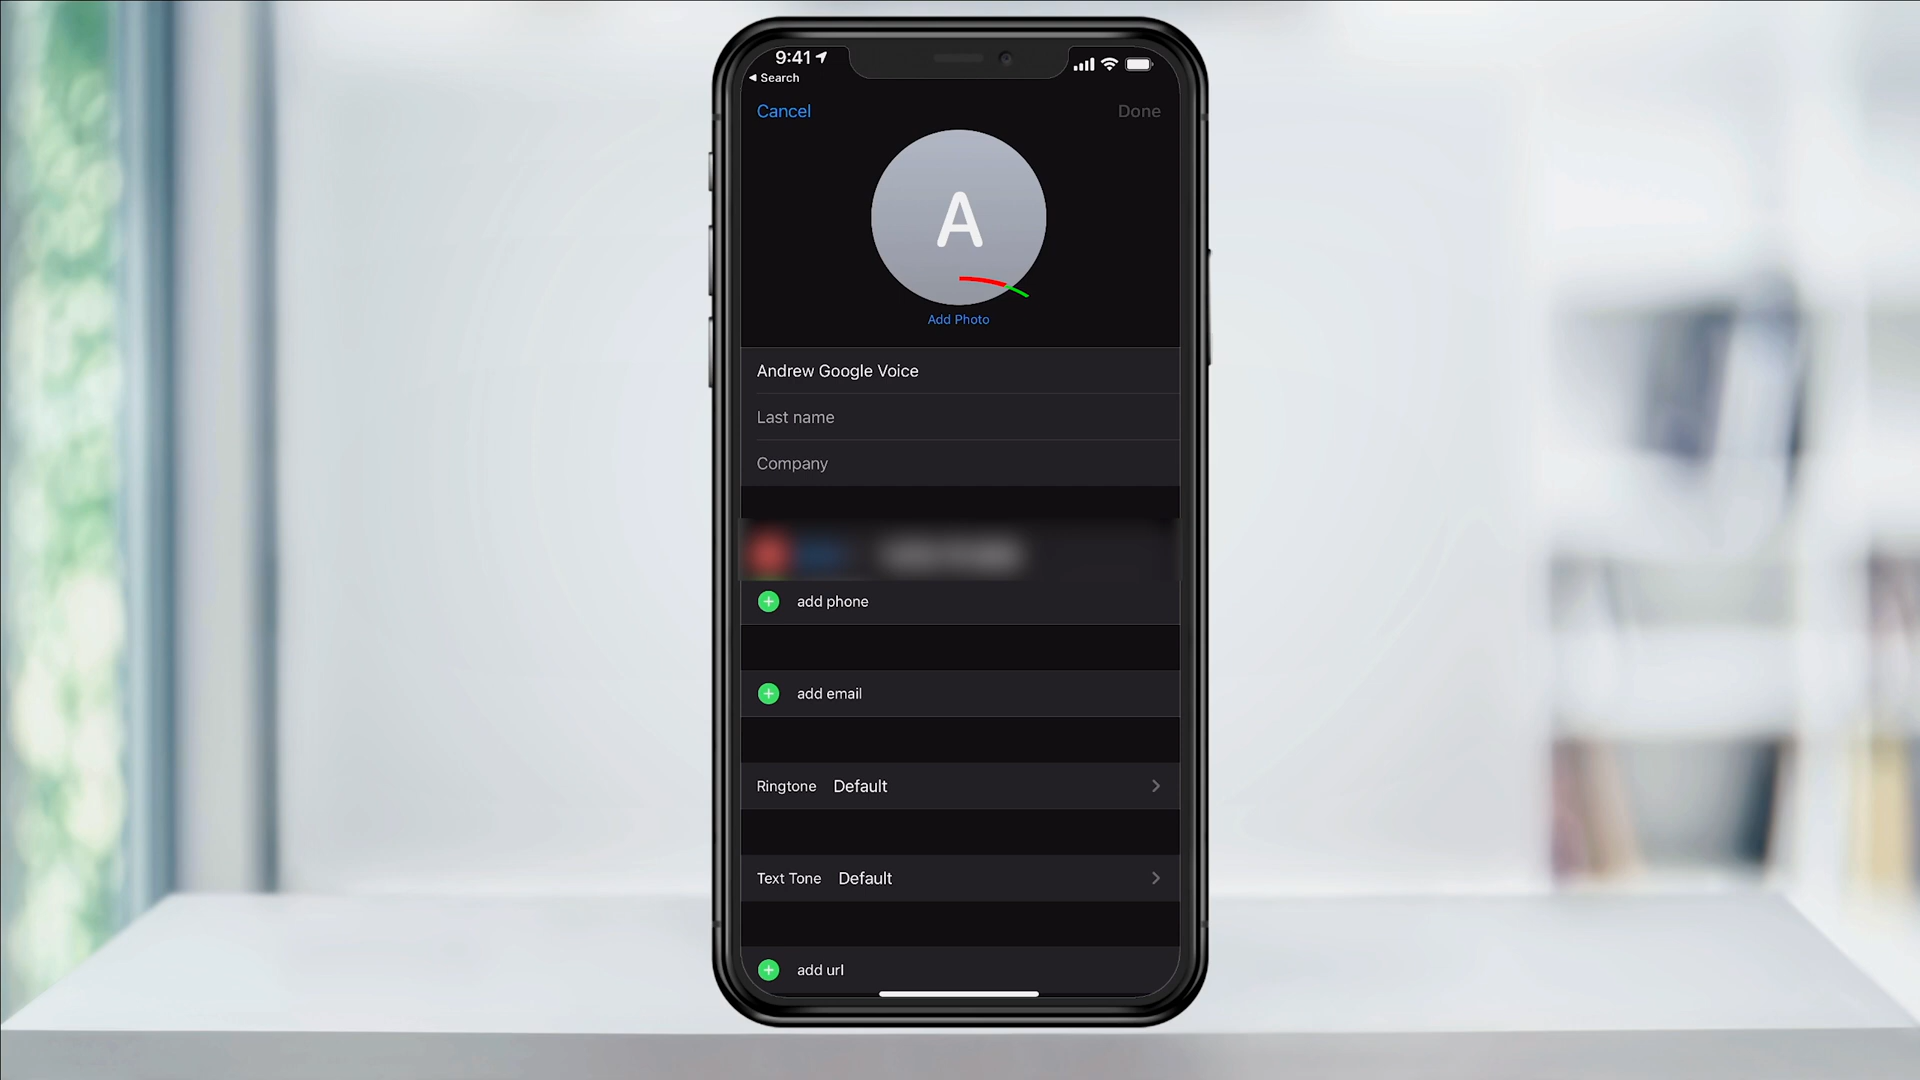 9:41
Search
Cancel
Done
A
Add Photo
Andrew Google Voice
Last name
Company
add phone
add email
Ringtone Default
Text Tone Default
add url